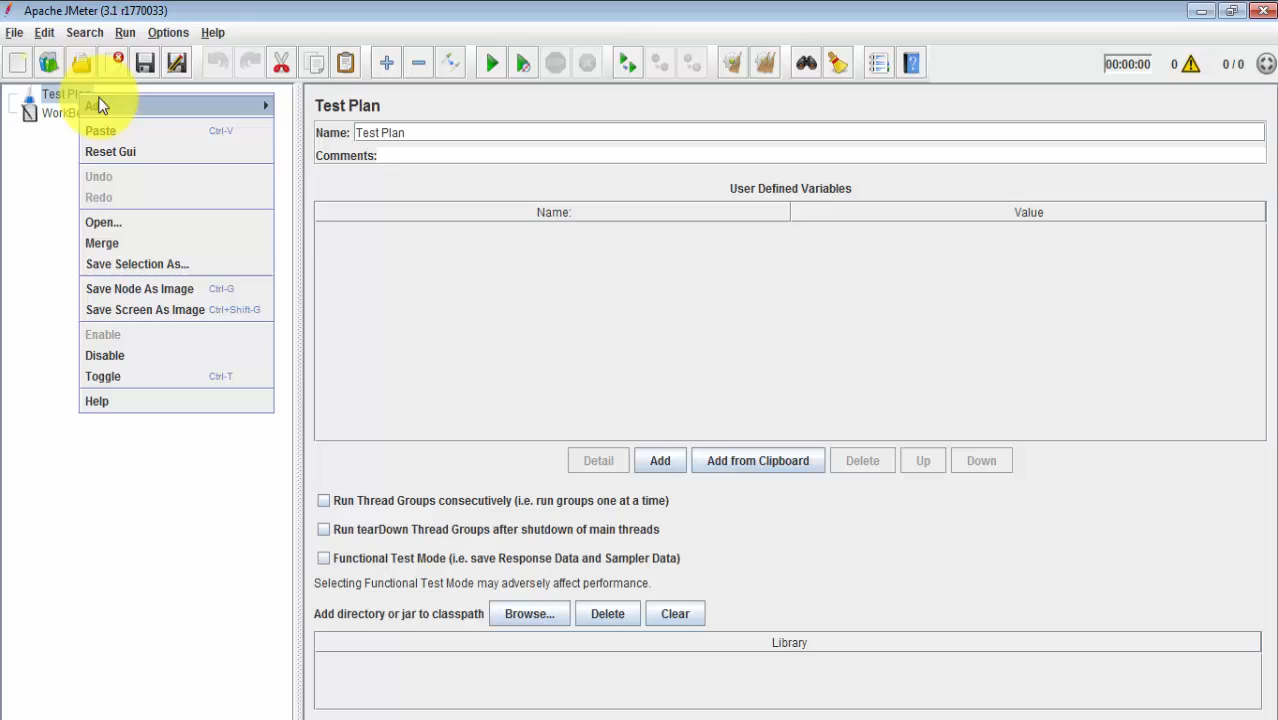 Apache JMeter (3.1 r1770033)
File Edit Search Run Options Help
00:00:00 0 0 / 0
Test Plan
WorkBe
Add
Paste Ctrl-V
Reset Gui
Undo
Redo
Open...
Merge
Save Selection As...
Save Node As Image Ctrl-G
Save Screen As Image Ctrl+Shift-G
Enable
Disable
Toggle Ctrl-T
Help
Test Plan
Name: Test Plan
Comments:
User Defined Variables
Name: Value
Detail Add Add from Clipboard Delete Up Down
Run Thread Groups consecutively (i.e. run groups one at a time)
Run tearDown Thread Groups after shutdown of main threads
Functional Test Mode (i.e. save Response Data and Sampler Data)
Selecting Functional Test Mode may adversely affect performance.
Add directory or jar to classpath Browse... Delete Clear
Library